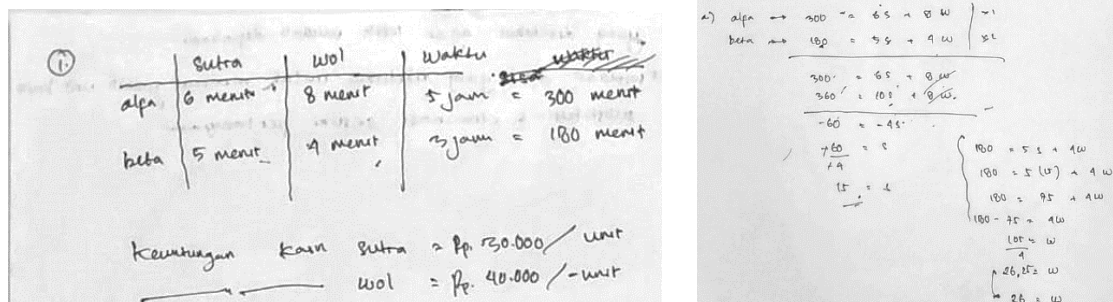 1.
Sutra | Wol | Waktu
alfa | 6 menit | 8 menit | 5 jam = 300 menit
beta | 5 menit | 4 menit | 3 jam = 180 menit
Keuntungan kain sutra = Rp. 30.000/unit
wol = Rp. 40.000/-unit
a) alfa → 300 = 6s + 8w | x1
beta → 180 = 5s + 4w | x2
300 = 6s + 8w
360 = 10s + 8w -
-60 = -4s
+60 = s
+4
15 = s
180 = 5s + 4w
180 = 5(15) + 4w
180 = 75 + 4w
180 - 75 = 4w
105 = w
4
26,25 = w
26 = w